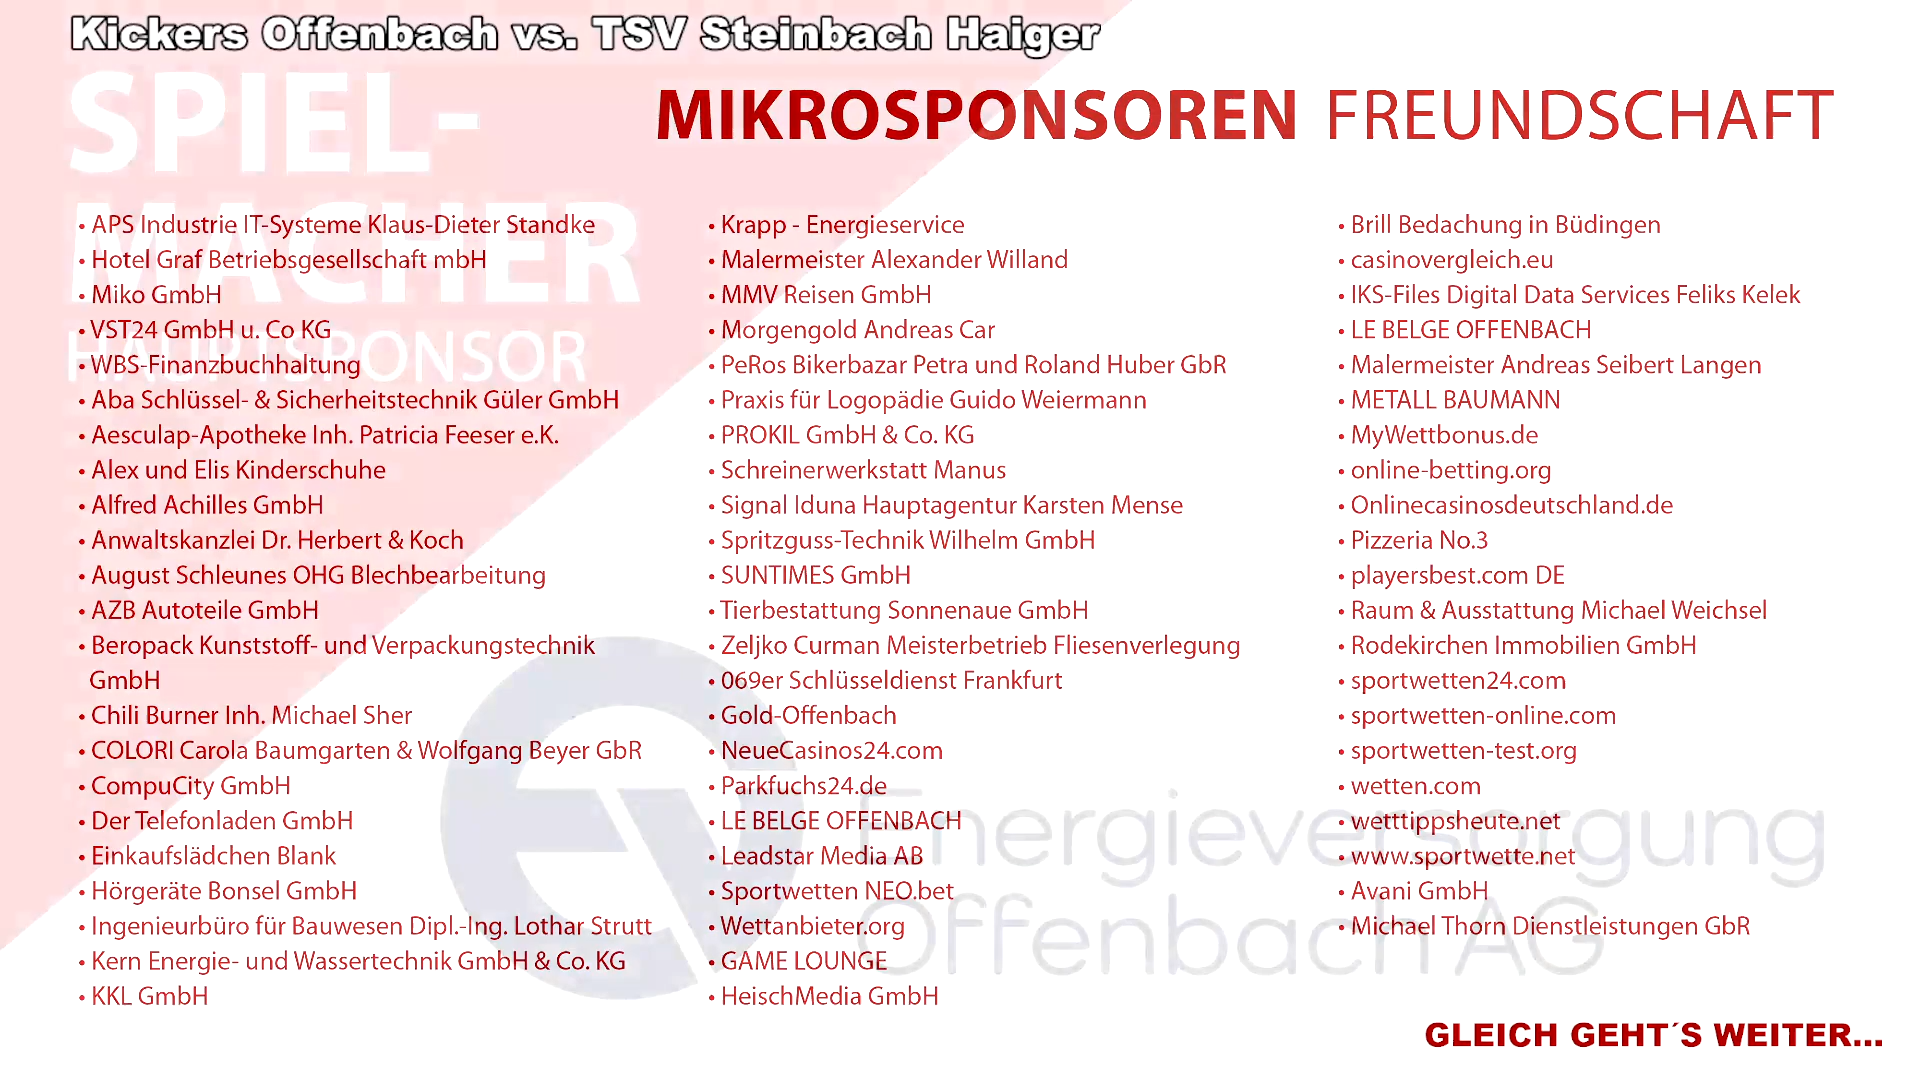 Kickers Offenbach vs. TSV Steinbach Haiger
SPIEL-
MACHER
HAUPTSPONSOR
MIKROSPONSOREN FREUNDSCHAFT
• APS Industrie IT-Systeme Klaus-Dieter Standke
• Hotel Graf Betriebsgesellschaft mbH
• Miko GmbH
• VST24 GmbH u. Co KG
• WBS-Finanzbuchhaltung
• Aba Schlüssel- & Sicherheitstechnik Güler GmbH
• Aesculap-Apotheke Inh. Patricia Feeser e.K.
• Alex und Elis Kinderschuhe
• Alfred Achilles GmbH
• Anwaltskanzlei Dr. Herbert & Koch
• August Schleunes OHG Blechbearbeitung
• AZB Autoteile GmbH
• Beropack Kunststoff- und Verpackungstechnik
GmbH
• Chili Burner Inh. Michael Sher
• COLORI Carola Baumgarten & Wolfgang Beyer GbR
• CompuCity GmbH
• Der Telefonladen GmbH
• Einkaufslädchen Blank
• Hörgeräte Bonsel GmbH
• Ingenieurbüro für Bauwesen Dipl.-Ing. Lothar Strutt
• Kern Energie- und Wassertechnik GmbH & Co. KG
• KKL GmbH
• Krapp - Energieservice
• Malermeister Alexander Willand
• MMV Reisen GmbH
• Morgengold Andreas Car
• PeRos Bikerbazar Petra und Roland Huber GbR
• Praxis für Logopädie Guido Weiermann
• PROKIL GmbH & Co. KG
• Schreinerwerkstatt Manus
• Signal Iduna Hauptagentur Karsten Mense
• Spritzguss-Technik Wilhelm GmbH
• SUNTIMES GmbH
• Tierbestattung Sonnenaue GmbH
• Zeljko Curman Meisterbetrieb Fliesenverlegung
• 069er Schlüsseldienst Frankfurt
• Gold-Offenbach
• NeueCasinos24.com
• Parkfuchs24.de
• LE BELGE OFFENBACH
• Leadstar Media AB
• Sportwetten NEO.bet
• Wettanbieter.org
• GAME LOUNGE
• HeischMedia GmbH
• Brill Bedachung in Büdingen
• casinovergleich.eu
• IKS-Files Digital Data Services Feliks Kelek
• LE BELGE OFFENBACH
• Malermeister Andreas Seibert Langen
• METALL BAUMANN
• MyWettbonus.de
• online-betting.org
• Onlinecasinosdeutschland.de
• Pizzeria No.3
• playersbest.com DE
• Raum & Ausstattung Michael Weichsel
• Rodekirchen Immobilien GmbH
• sportwetten24.com
• sportwetten-online.com
• sportwetten-test.org
• wetten.com
• wetttippsheute.net
• www.sportwette.net
• Avani GmbH
• Michael Thorn Dienstleistungen GbR
Energieversorgung
Offenbach AG
GLEICH GEHT´S WEITER...